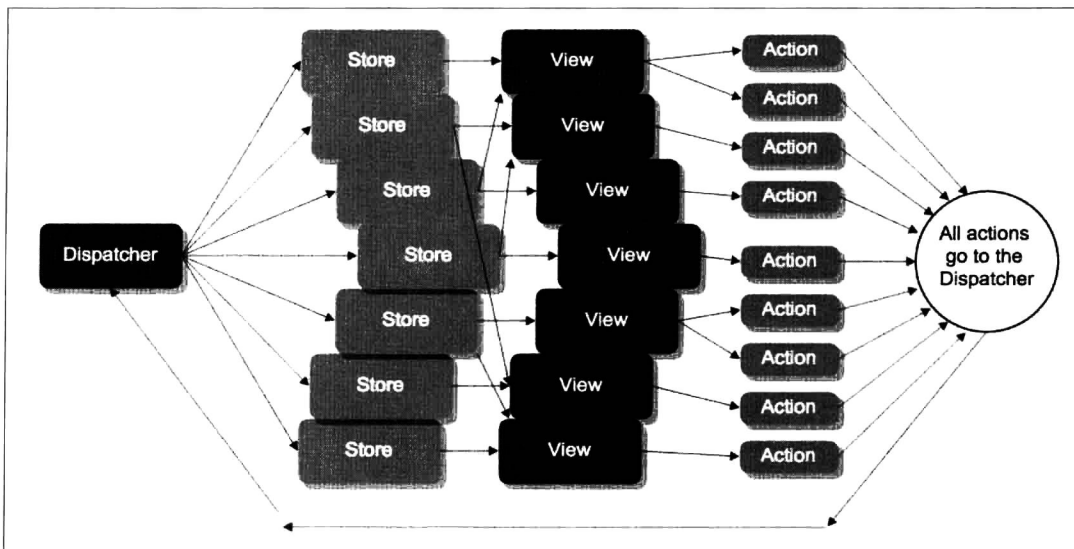 Dispatcher
Store
Store
Store
Store
Store
Store
Store
View
View
View
View
View
View
View
Action
Action
Action
Action
Action
Action
Action
Action
Action
All actions
go to the
Dispatcher